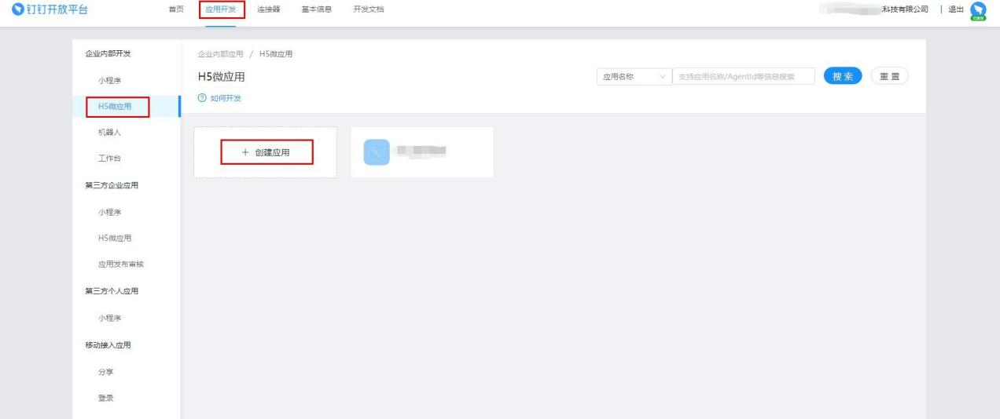 钉钉开放平台 首页 应用开发 连接器 基本信息 开发文档 科技有限公司 | 退出
企业内部开发
小程序
H5微应用
机器人
工作台
第三方企业应用
小程序
H5微应用
应用发布审核
第三方个人应用
小程序
移动接入应用
分享
登录
企业内部应用 / H5微应用
H5微应用
应用名称 支持应用名称/AgentId等信息搜索 搜索 重置
如何开发
+ 创建应用